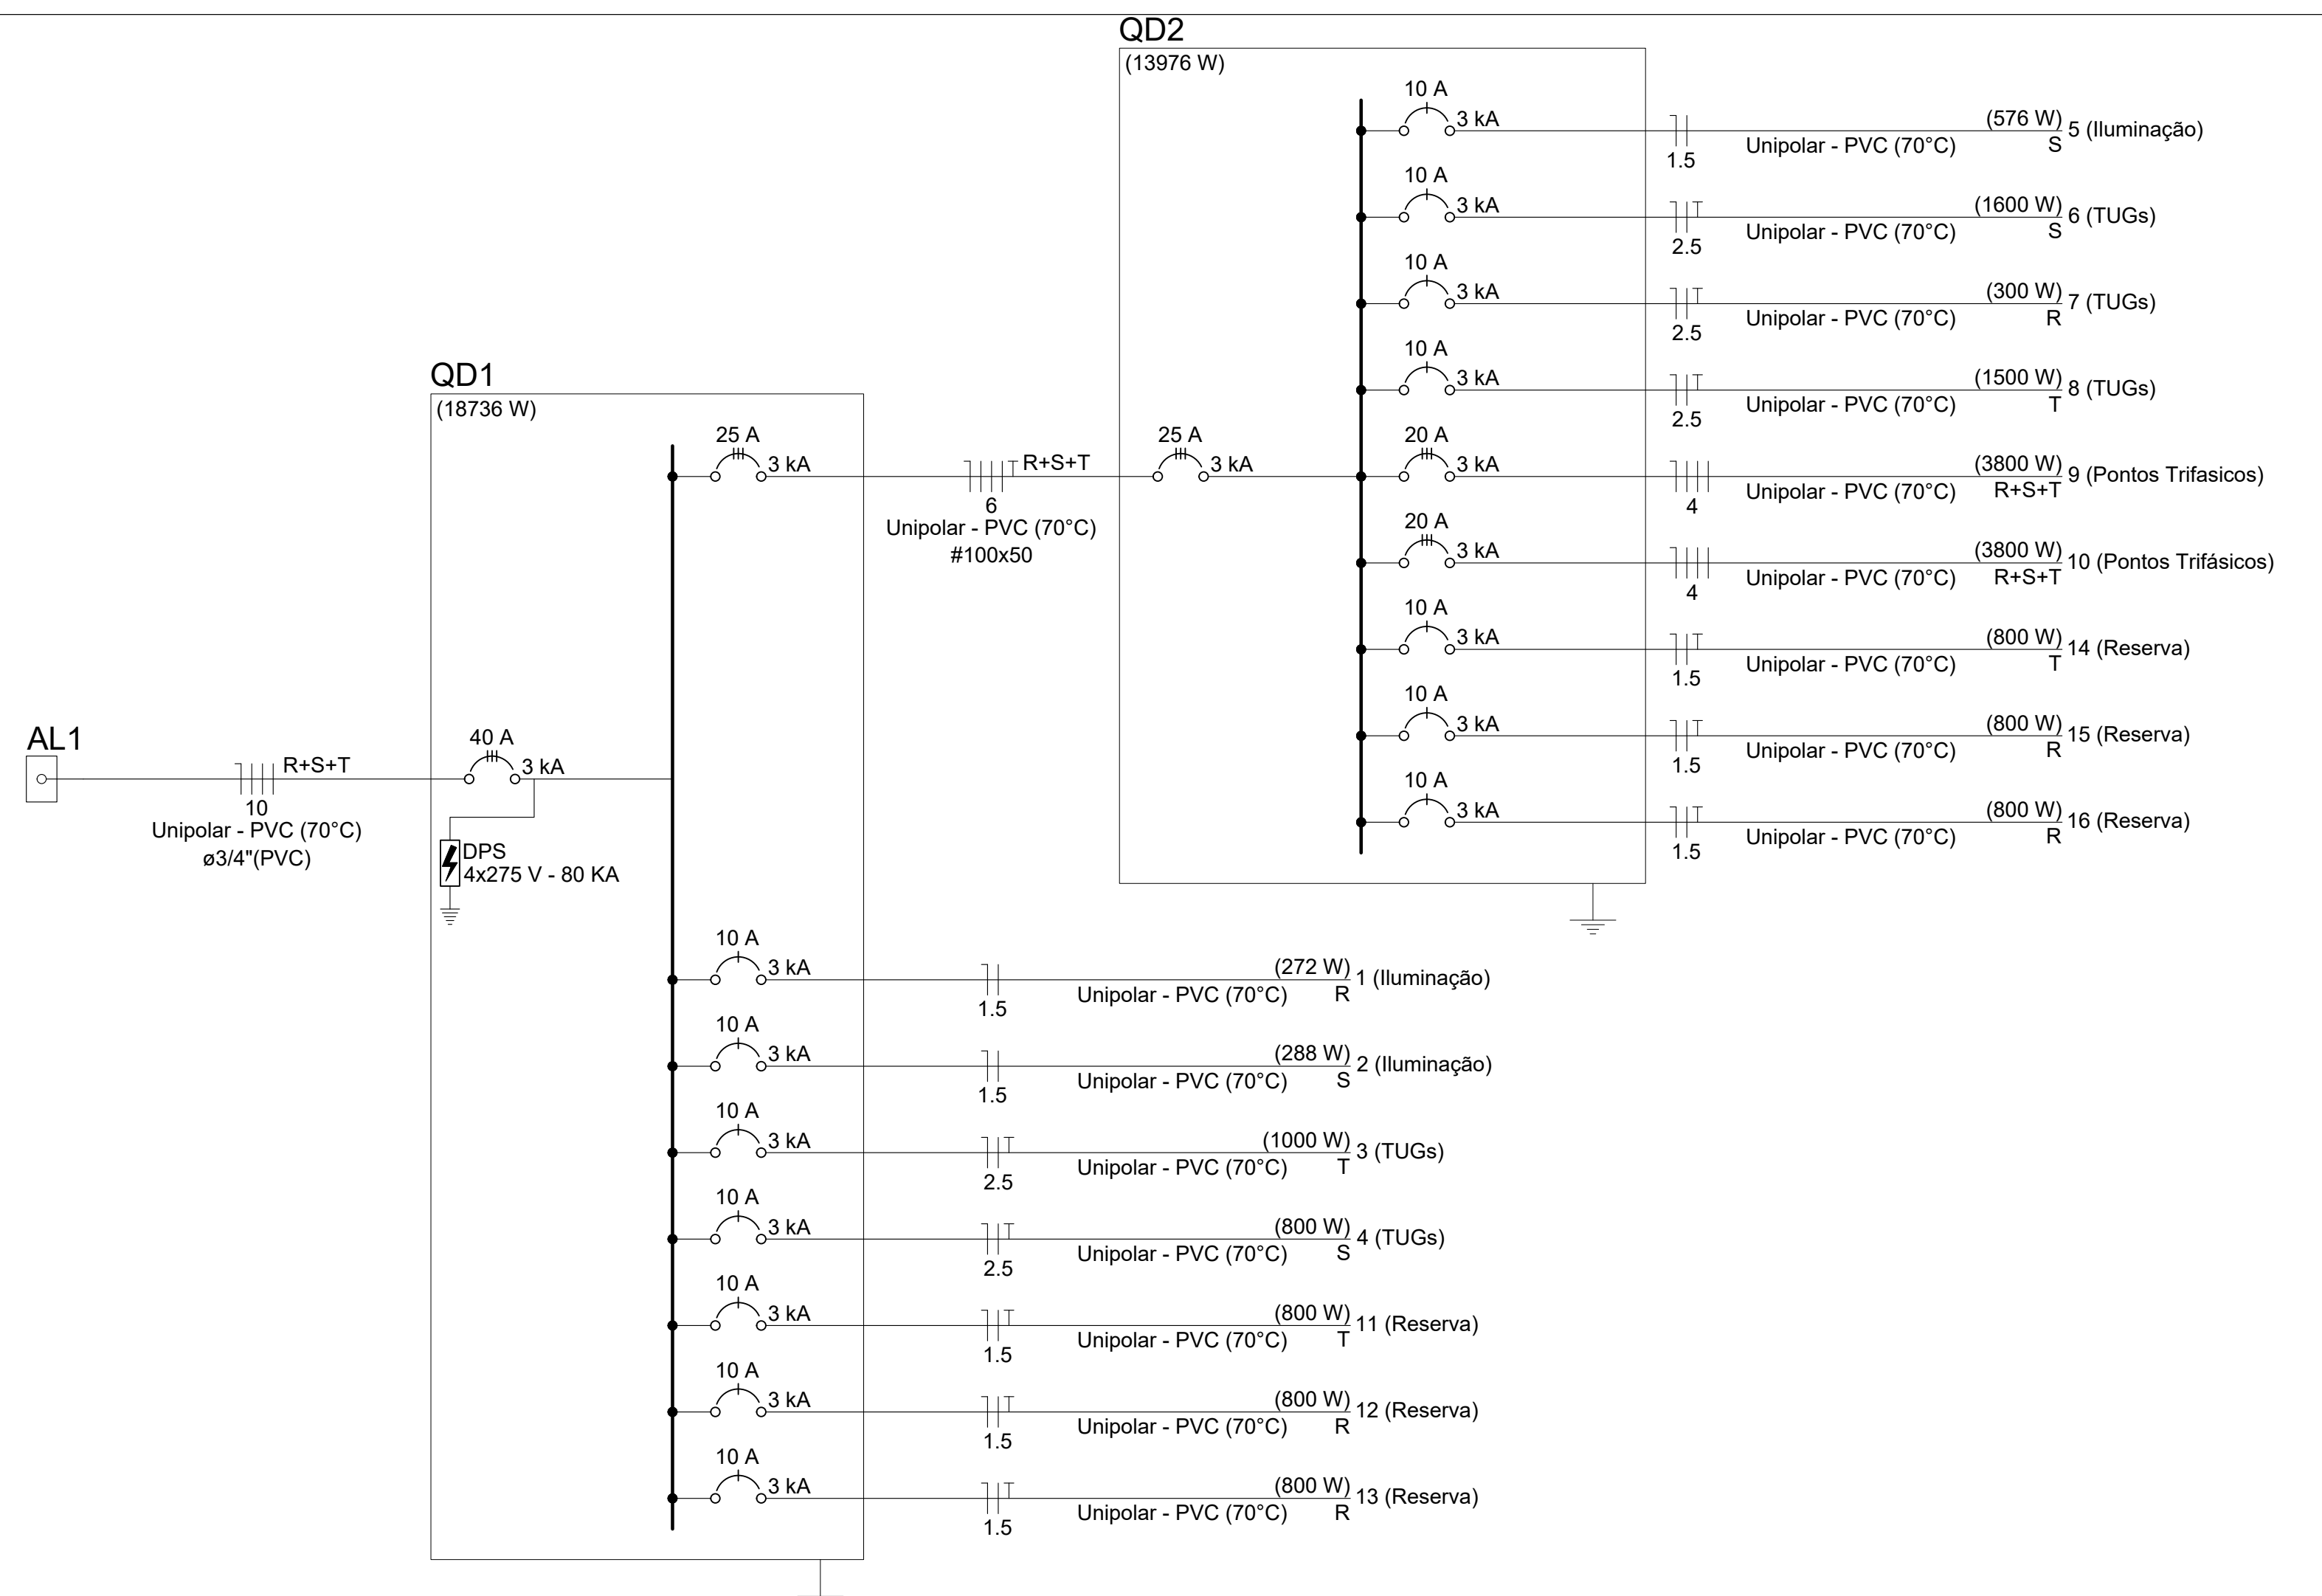 QD2
(13976 W)
10 A
3 kA
1.5
Unipolar - PVC (70°C)
(576 W)
S
5 (Iluminação)
10 A
3 kA
2.5
Unipolar - PVC (70°C)
(1600 W)
S
6 (TUGs)
10 A
3 kA
2.5
Unipolar - PVC (70°C)
(300 W)
R
7 (TUGs)
10 A
3 kA
2.5
Unipolar - PVC (70°C)
(1500 W)
T
8 (TUGs)
25 A
3 kA
20 A
3 kA
4
Unipolar - PVC (70°C)
(3800 W)
R+S+T
9 (Pontos Trifasicos)
20 A
3 kA
4
Unipolar - PVC (70°C)
(3800 W)
R+S+T
10 (Pontos Trifásicos)
10 A
3 kA
1.5
Unipolar - PVC (70°C)
(800 W)
T
14 (Reserva)
10 A
3 kA
1.5
Unipolar - PVC (70°C)
(800 W)
R
15 (Reserva)
10 A
3 kA
1.5
Unipolar - PVC (70°C)
(800 W)
R
16 (Reserva)
QD1
(18736 W)
25 A
3 kA
R+S+T
6
Unipolar - PVC (70°C)
#100x50
AL1
R+S+T
10
Unipolar - PVC (70°C)
ø3/4"(PVC)
40 A
3 kA
DPS
4x275 V - 80 KA
10 A
3 kA
1.5
Unipolar - PVC (70°C)
(272 W)
R
1 (Iluminação)
10 A
3 kA
1.5
Unipolar - PVC (70°C)
(288 W)
S
2 (Iluminação)
10 A
3 kA
2.5
Unipolar - PVC (70°C)
(1000 W)
T
3 (TUGs)
10 A
3 kA
2.5
Unipolar - PVC (70°C)
(800 W)
S
4 (TUGs)
10 A
3 kA
1.5
Unipolar - PVC (70°C)
(800 W)
T
11 (Reserva)
10 A
3 kA
1.5
Unipolar - PVC (70°C)
(800 W)
R
12 (Reserva)
10 A
3 kA
1.5
Unipolar - PVC (70°C)
(800 W)
R
13 (Reserva)